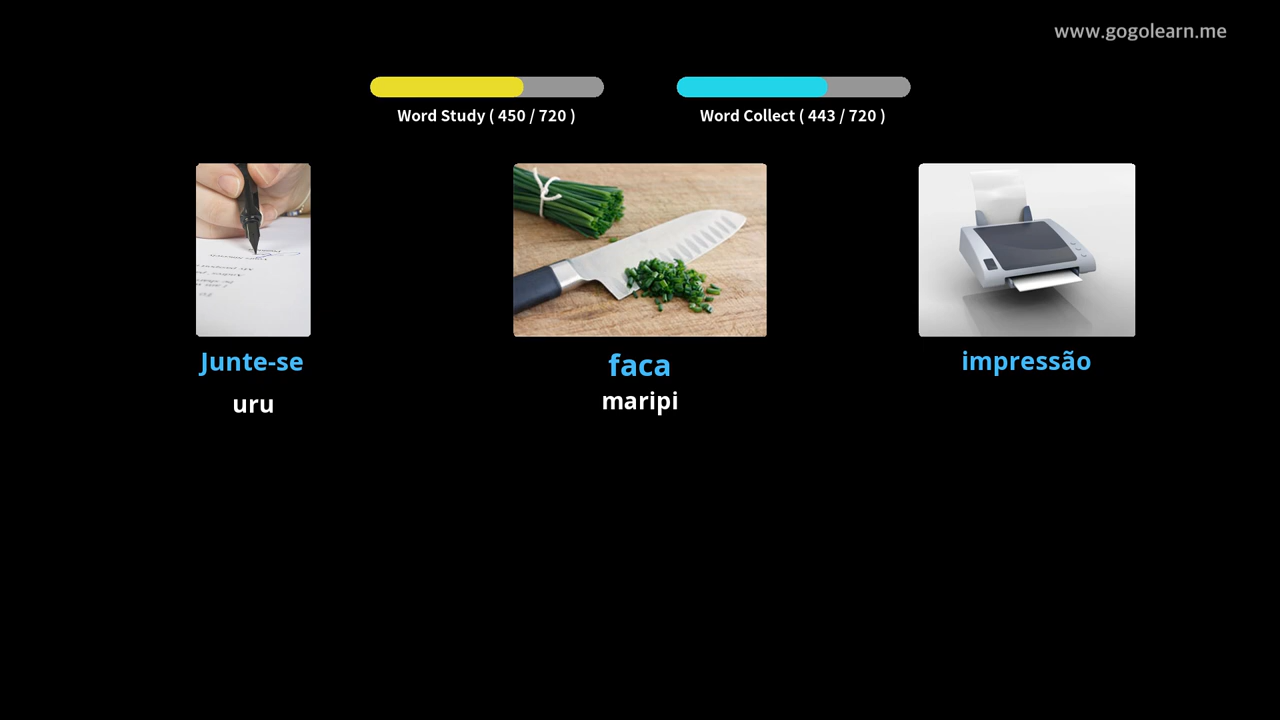 www.gogolearn.me
Word Study ( 450 / 720 )
Word Collect ( 443 / 720 )
Junte-se
uru
faca
maripi
impressão